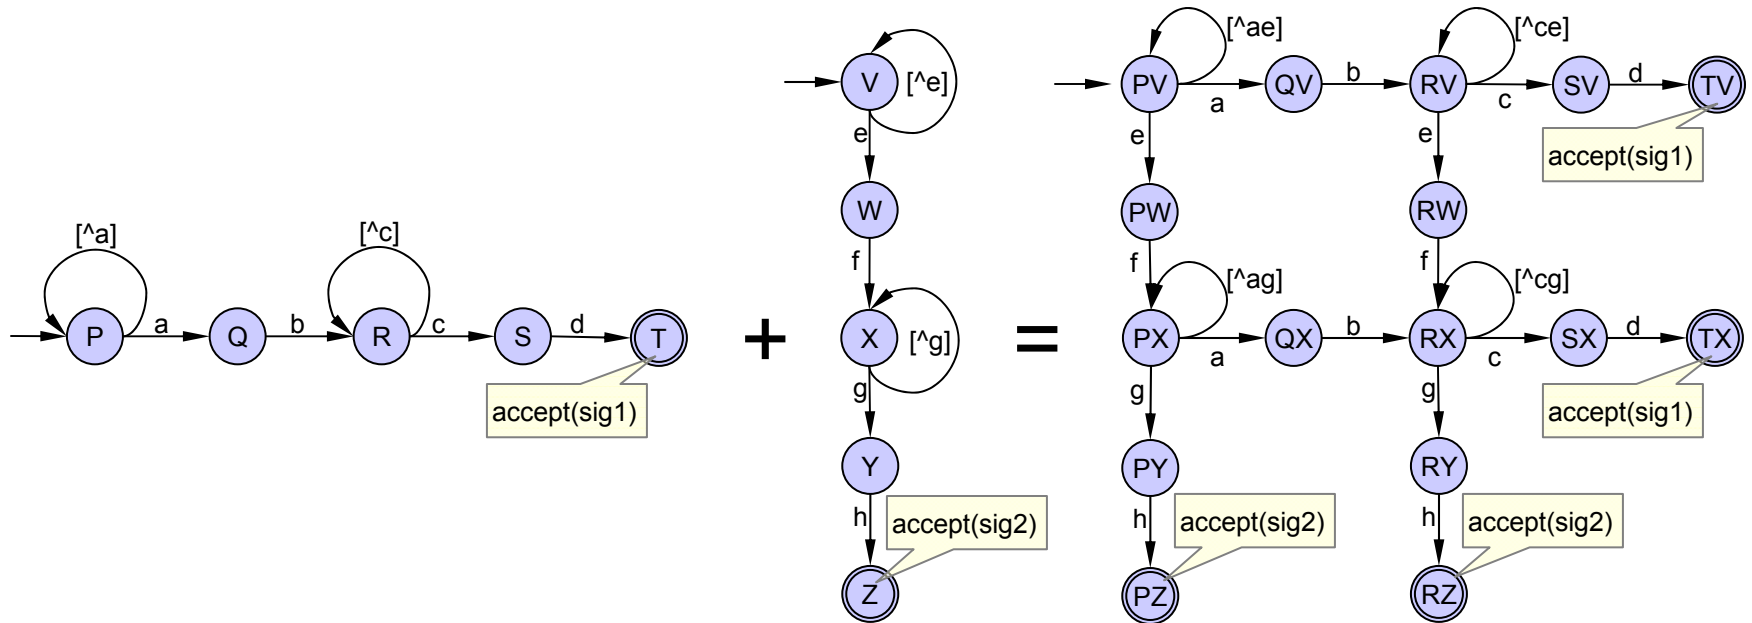 [^a]
[^c]
P
a
Q
b
R
c
S
d
T
accept(sig1)
+
V
[^e]
e
W
f
X
[^g]
g
Y
h
accept(sig2)
Z
=
[^ae]
[^ce]
PV
a
QV
b
RV
c
SV
d
TV
accept(sig1)
e
e
PW
RW
f
f
[^ag]
[^cg]
PX
a
QX
b
RX
c
SX
d
TX
accept(sig1)
g
g
PY
RY
h
accept(sig2)
h
accept(sig2)
PZ
RZ